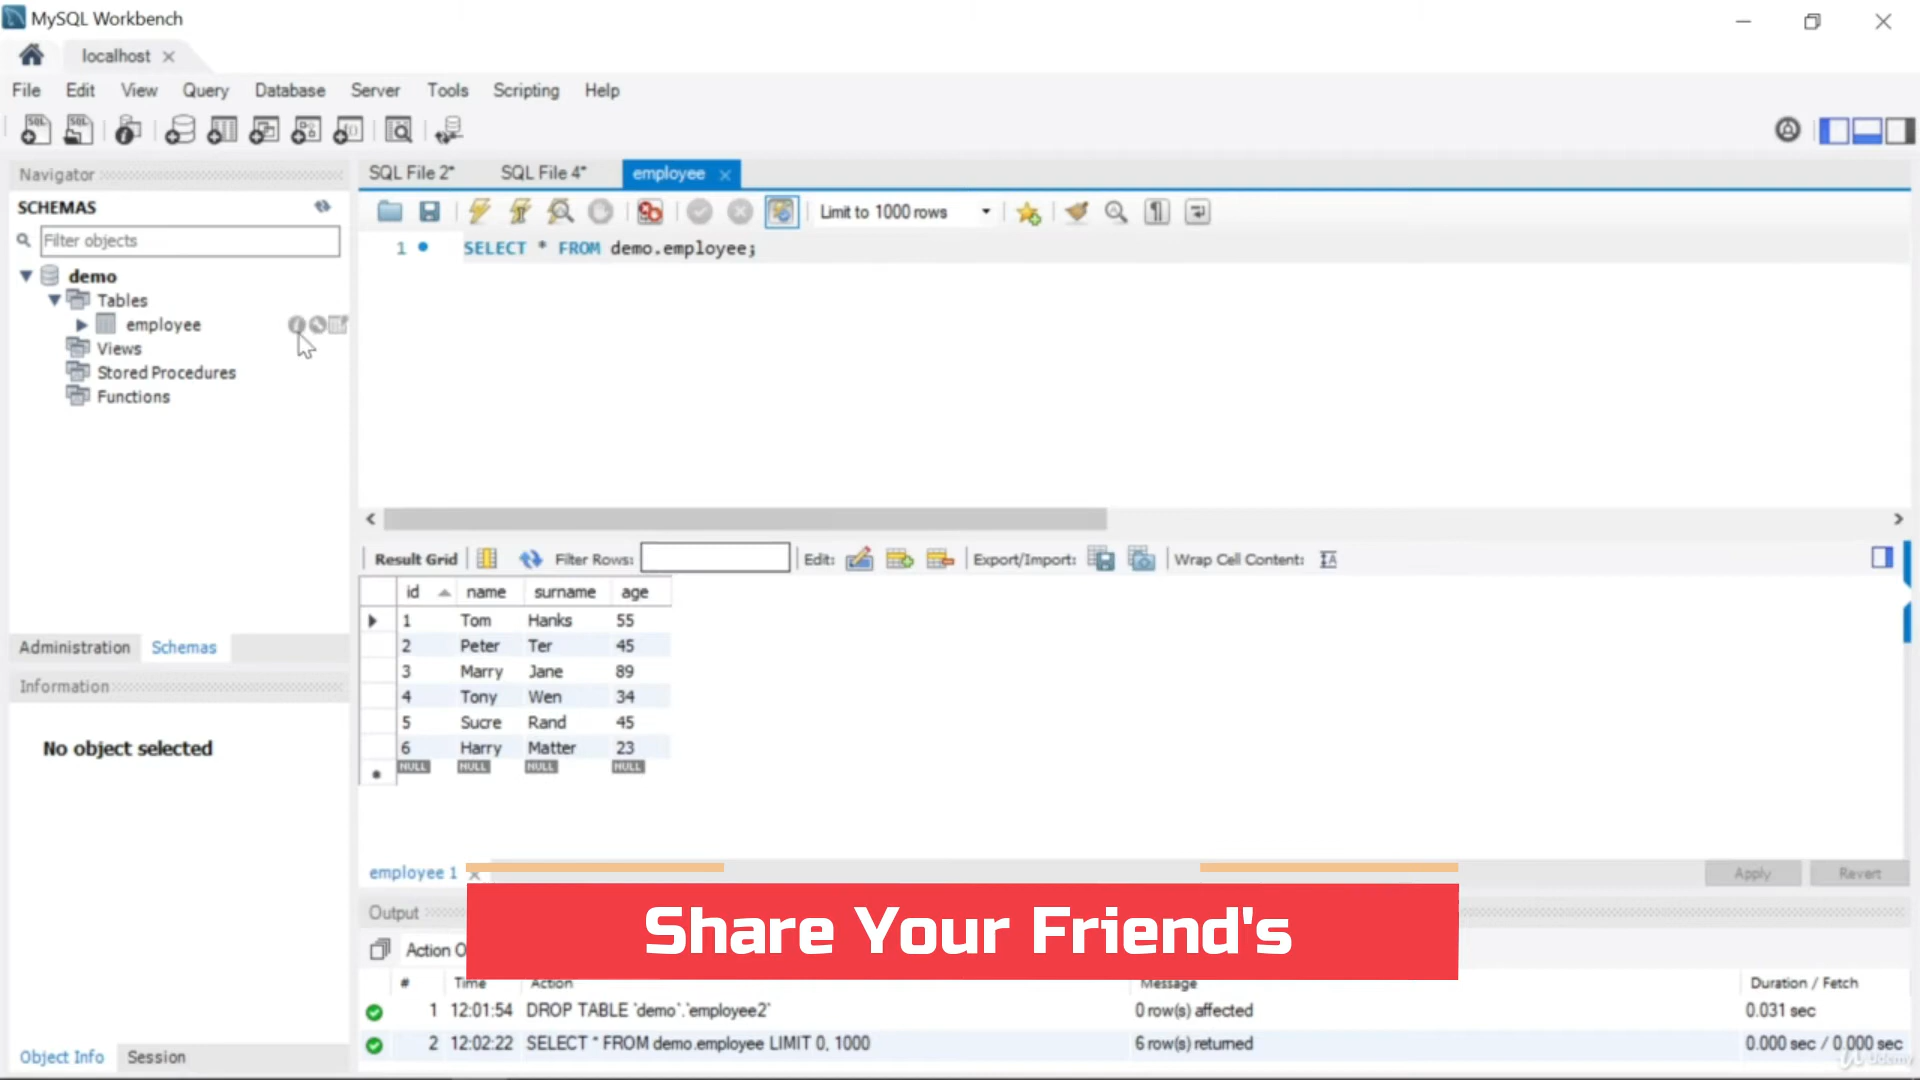 MySQL Workbench
localhost
File Edit View Query Database Server Tools Scripting Help
Navigator
SCHEMAS
Filter objects
demo
Tables
employee
Views
Stored Procedures
Functions
Administration Schemas
Information
No object selected
Object Info Session
SQL File 2* SQL File 4* employee
Limit to 1000 rows
1 SELECT * FROM demo.employee;
Result Grid Filter Rows: Edit: Export/Import: Wrap Cell Content:
id name surname age
1 Tom Hanks 55
2 Peter Ter 45
3 Marry Jane 89
4 Tony Wen 34
5 Sucre Rand 45
6 Harry Matter 23
NULL NULL NULL NULL
employee 1 Apply Revert
Share Your Friend's
Output
Action O
# Time Action Message Duration / Fetch
1 12:01:54 DROP TABLE `demo`.`employee2` 0 row(s) affected 0.031 sec
2 12:02:22 SELECT * FROM demo.employee LIMIT 0, 1000 6 row(s) returned 0.000 sec / 0.000 sec
Udemy